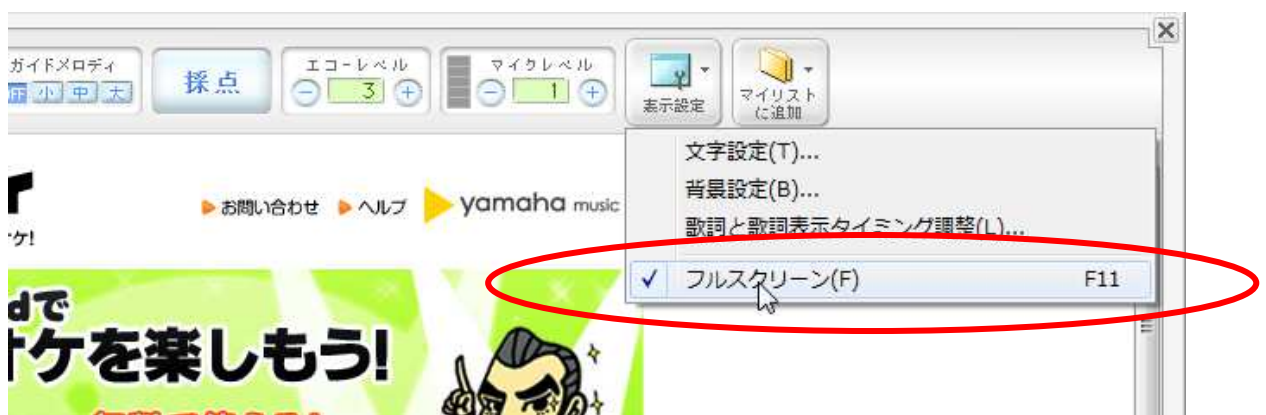 ガイドメロディ
小 中 大
採点
エコーレベル
3
マイクレベル
1
表示設定
マイリスト
に追加
文字設定(T)...
背景設定(B)...
歌詞と歌詞表示タイミング調整(L)...
フルスクリーン(F) F11
お問い合わせ ヘルプ yamaha music
ケ!
dで
オケを楽しもう!